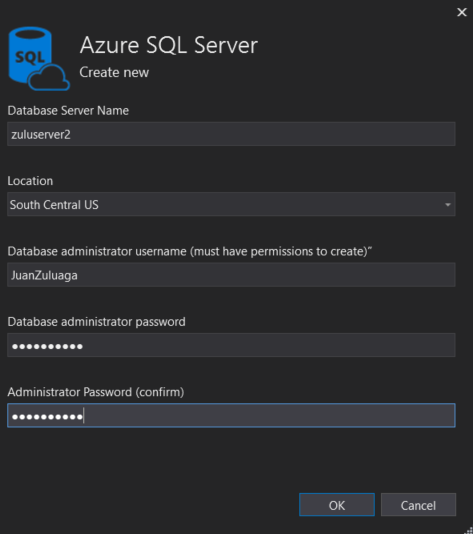 SQL
Azure SQL Server
Create new
Database Server Name
zuluserver2
Location
South Central US
Database administrator username (must have permissions to create)"
JuanZuluaga
Database administrator password
●●●●●●●●●●
Administrator Password (confirm)
●●●●●●●●●●
OK Cancel